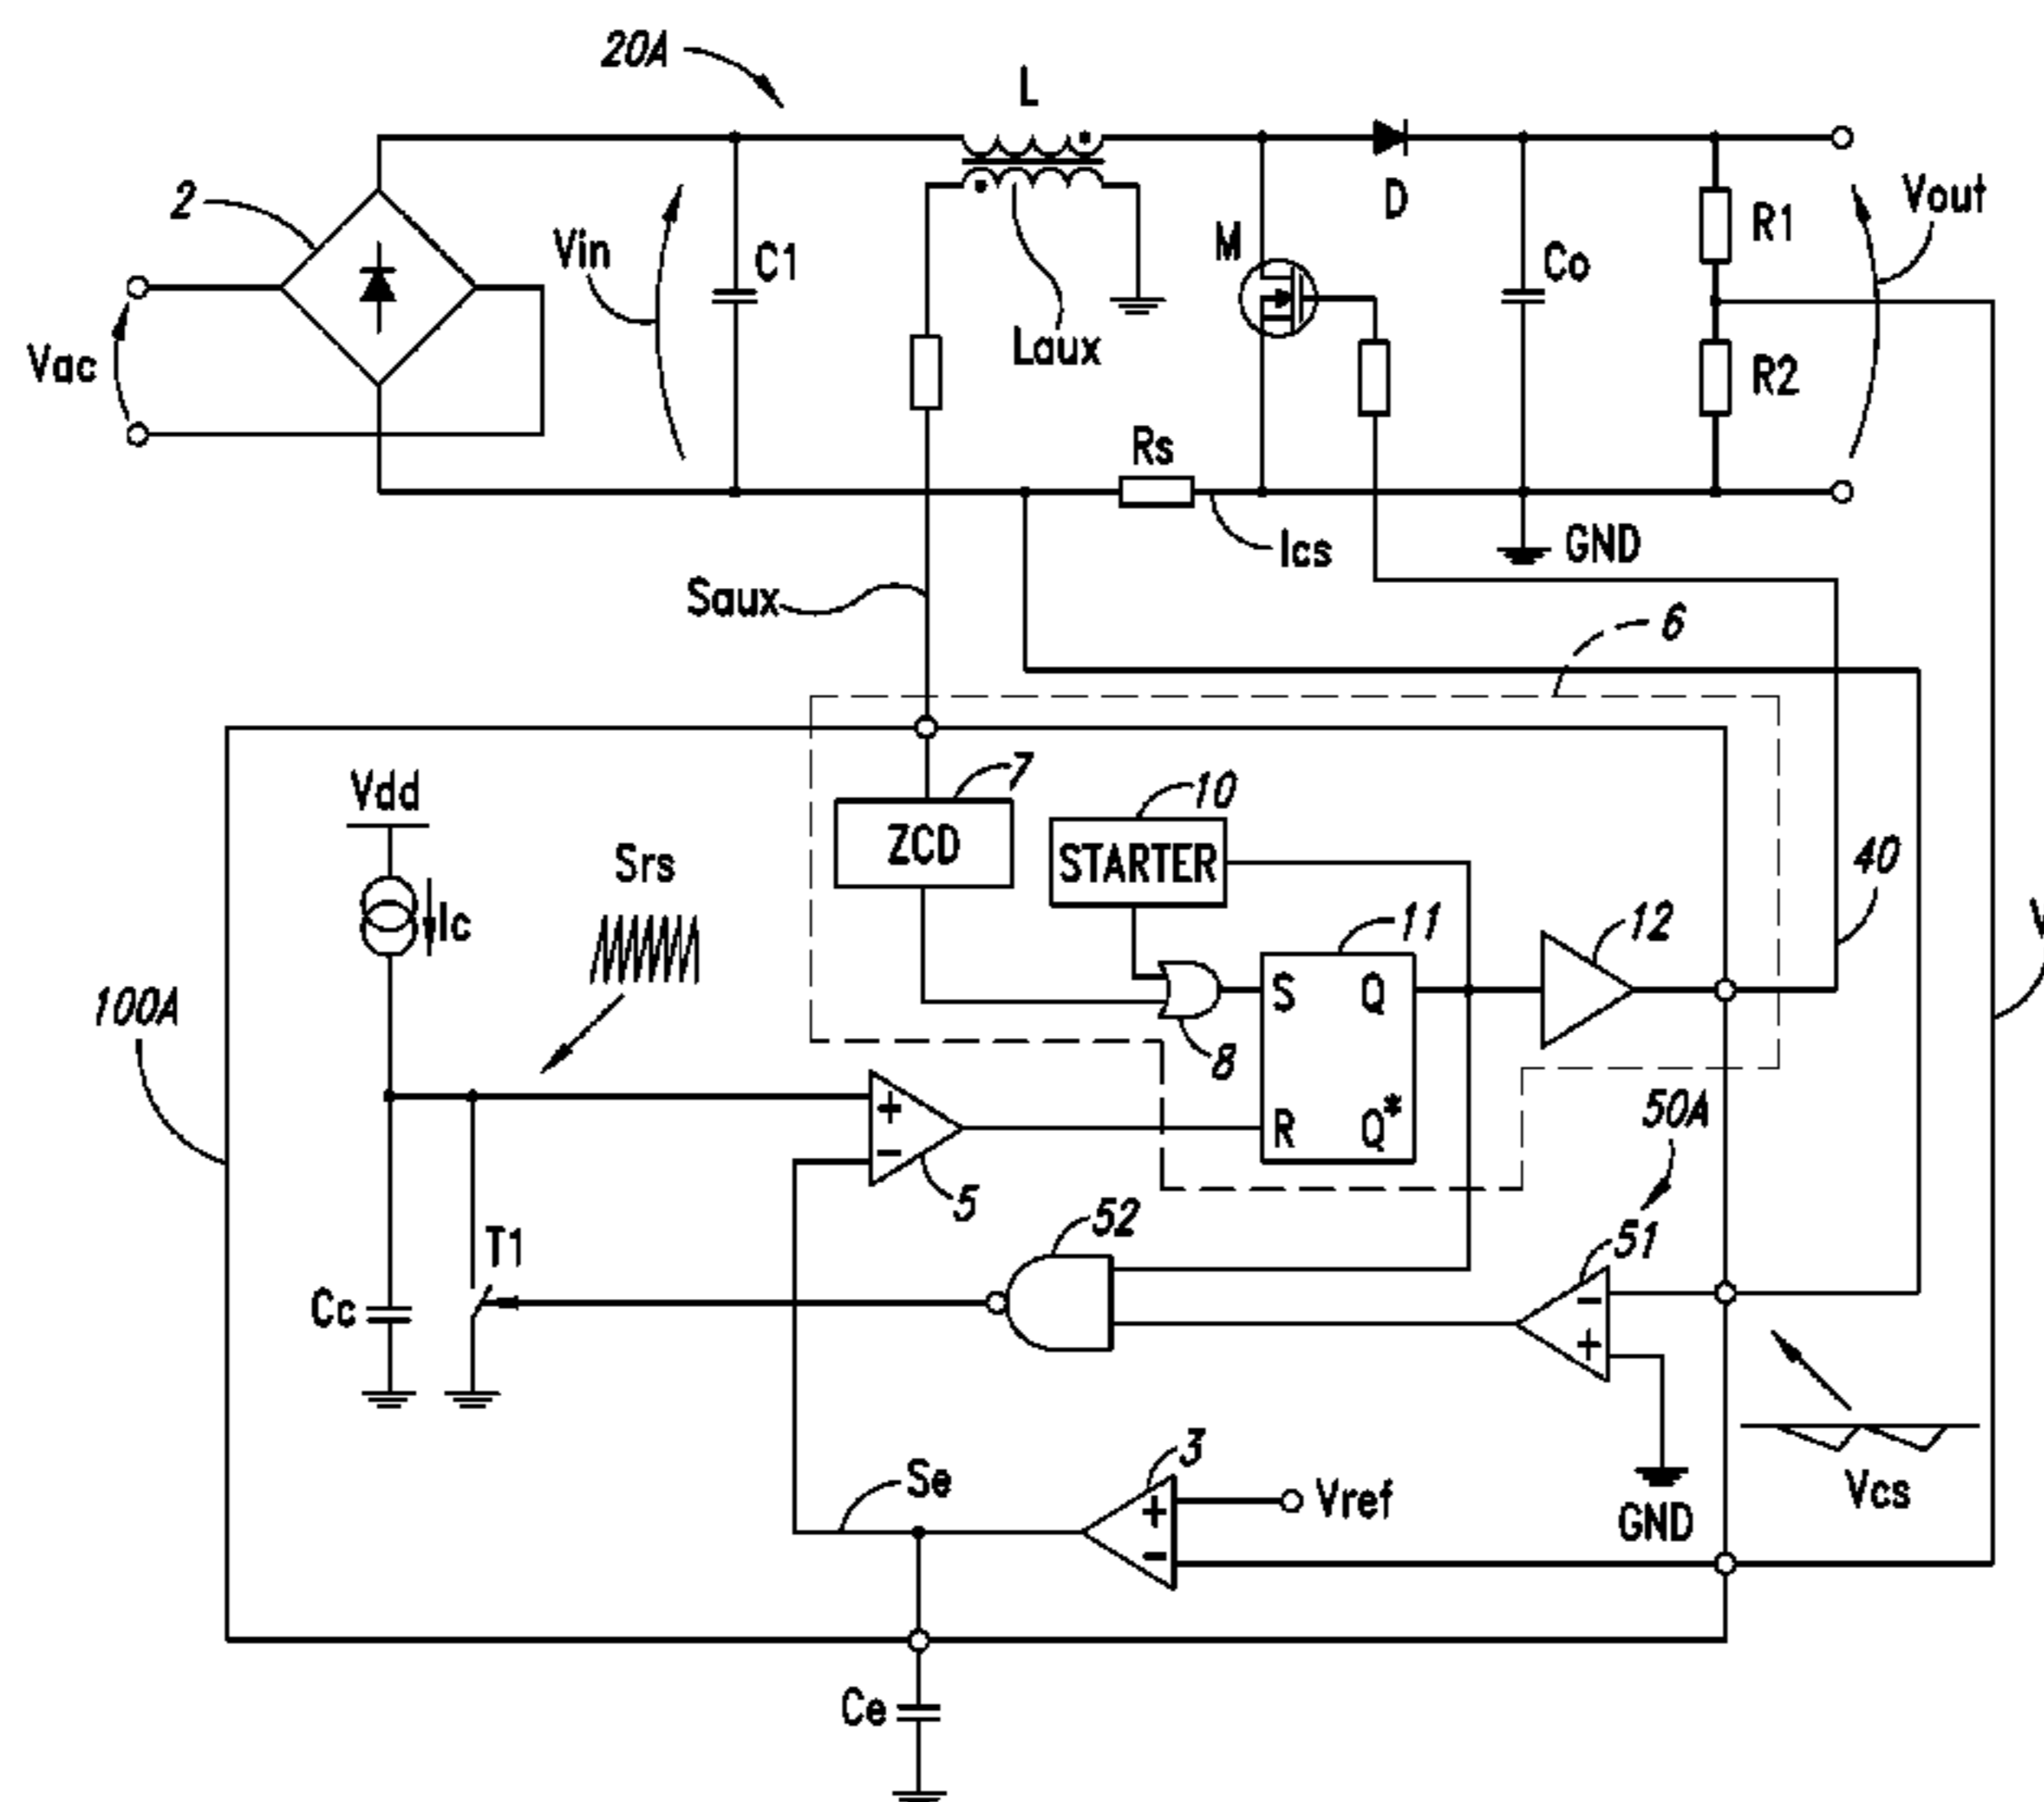 20A
L
2
Vin
C1
Vac
Laux
M
D
Co
R1
R2
Vout
Rs
Ics
GND
Saux
6
Vdd
Ic
Srs
7
ZCD
10
STARTER
11
12
40
100A
S Q
8
R Q*
+
-
5
50A
T1
52
51
-
+
Cc
Se
3
+
-
Vref
GND
Vcs
Ce